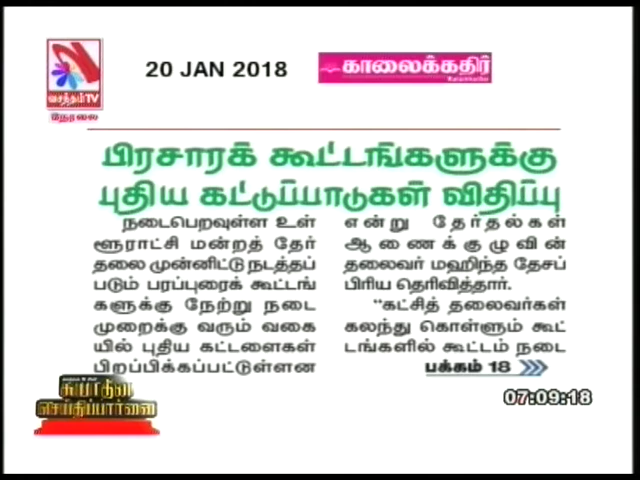 வசந்தம்TV
நேரலை
20 JAN 2018
காலைக்கதிர்
பிரசாரக் கூட்டங்களுக்கு
புதிய கட்டுப்பாடுகள் விதிப்பு
நடைபெறவுள்ள உள்
ளூராட்சி மன்றத் தேர்
தலை முன்னிட்டு நடத்தப்
படும் பரப்புரைக் கூட்டங்
களுக்கு நேற்று நடை
முறைக்கு வரும் வகை
யில் புதிய கட்டளைகள்
பிறப்பிக்கப்பட்டுள்ளன
என்று தேர்தல்கள்
ஆணைக்குழுவின்
தலைவர் மஹிந்த தேசப்
பிரிய தெரிவித்தார்.
"கட்சித் தலைவர்கள்
கலந்து கொள்ளும் கூட்
டங்களில் கூட்டம் நடை
பக்கம் 18
செய்திப்பார்வை
07:09:18